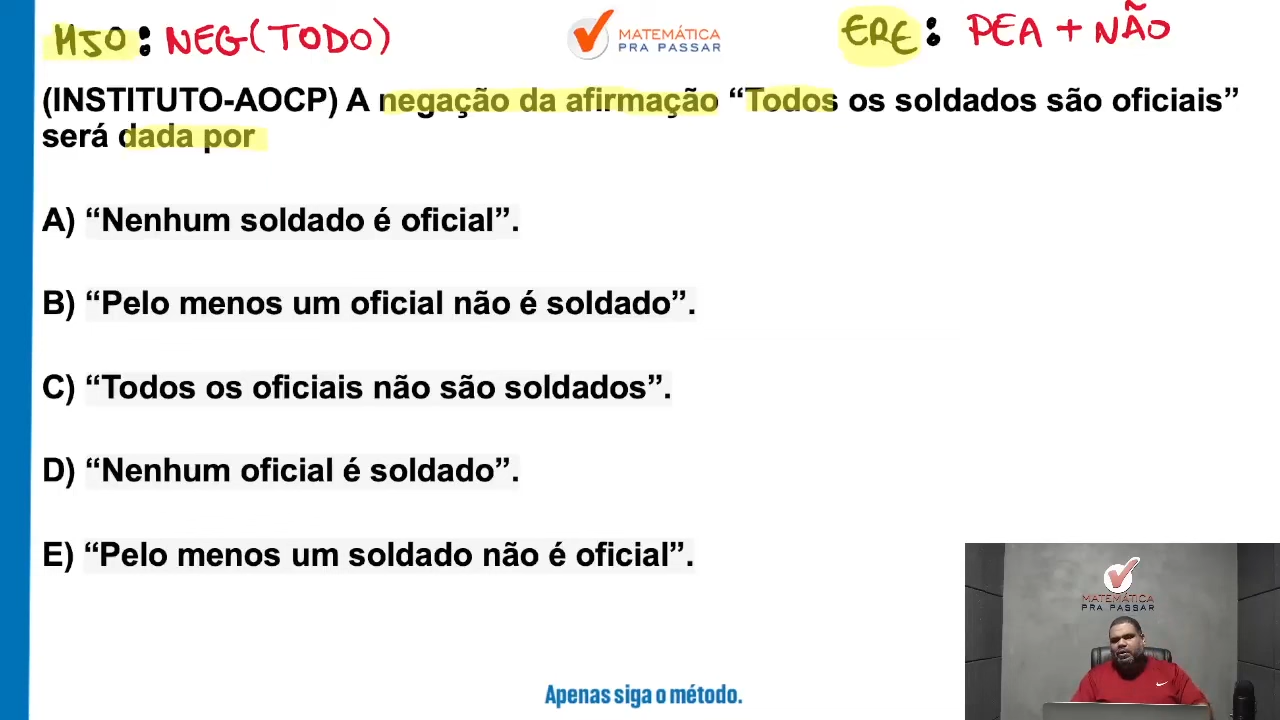 MJO: NEG(TODO)
MATEMÁTICA
PRA PASSAR
ERE: PEA + NÃO
(INSTITUTO-AOCP) A negação da afirmação “Todos os soldados são oficiais”
será dada por
A) “Nenhum soldado é oficial”.
B) “Pelo menos um oficial não é soldado”.
C) “Todos os oficiais não são soldados”.
D) “Nenhum oficial é soldado”.
E) “Pelo menos um soldado não é oficial”.
MATEMÁTICA
PRA PASSAR
Apenas siga o método.